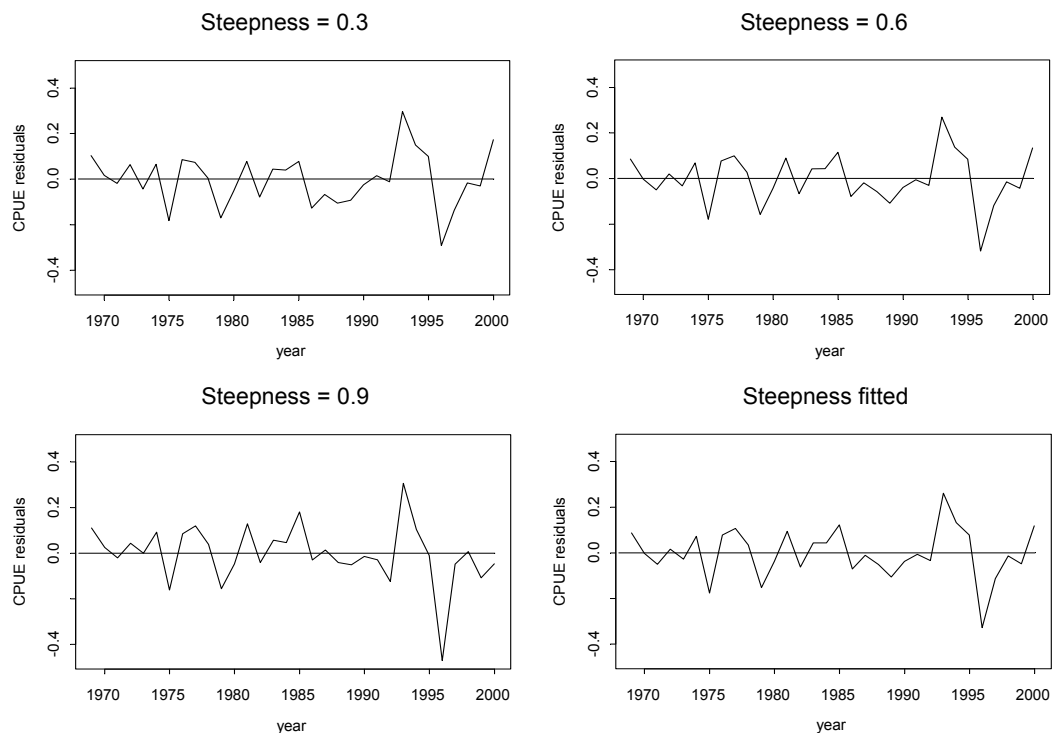 Steepness = 0.3
CPUE residuals
0.4
0.2
0.0
-0.4
1970 1975 1980 1985 1990 1995 2000
year
Steepness = 0.6
CPUE residuals
0.4
0.2
0.0
-0.4
1970 1975 1980 1985 1990 1995 2000
year
Steepness = 0.9
CPUE residuals
0.4
0.2
0.0
-0.4
1970 1975 1980 1985 1990 1995 2000
year
Steepness fitted
CPUE residuals
0.4
0.2
0.0
-0.4
1970 1975 1980 1985 1990 1995 2000
year